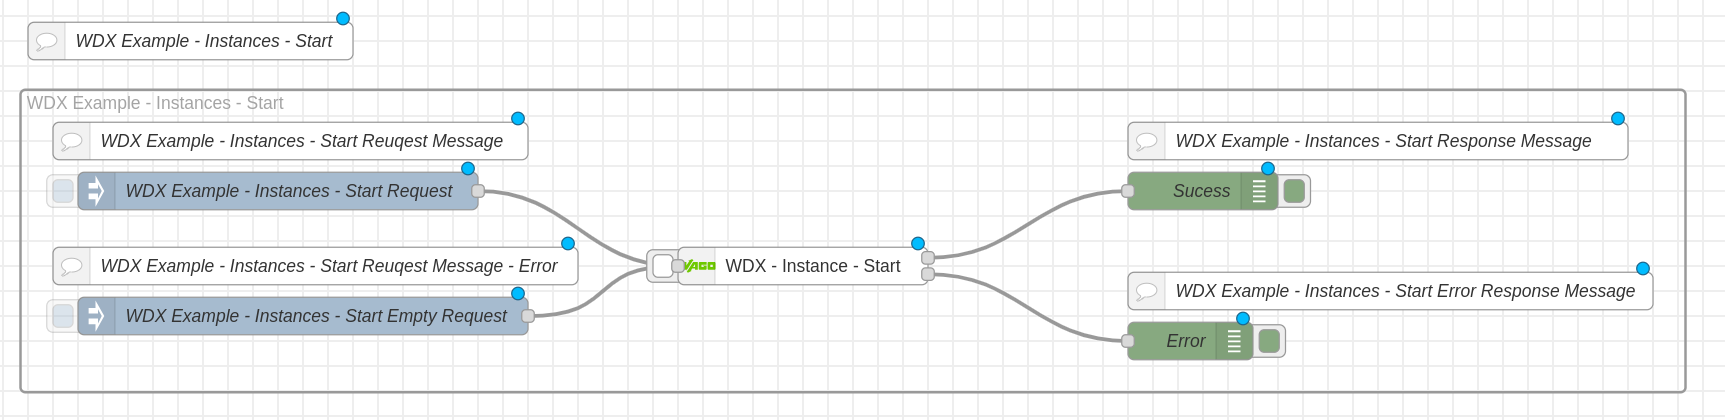 WDX Example - Instances - Start
WDX Example - Instances - Start
WDX Example - Instances - Start Reuqest Message
WDX Example - Instances - Start Response Message
WDX Example - Instances - Start Request
Sucess
WDX Example - Instances - Start Reuqest Message - Error
WAGO
WDX - Instance - Start
WDX Example - Instances - Start Error Response Message
WDX Example - Instances - Start Empty Request
Error